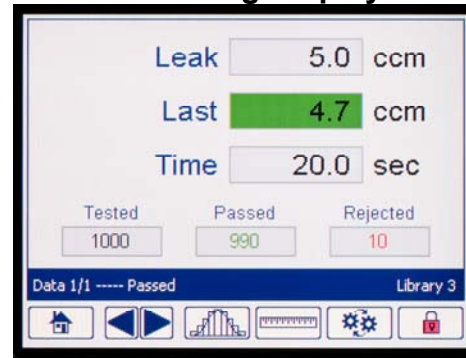 Leak 5.0 ccm
Last 4.7 ccm
Time 20.0 sec
Tested Passed Rejected
1000 990 10
Data 1/1 ----- Passed Library 3